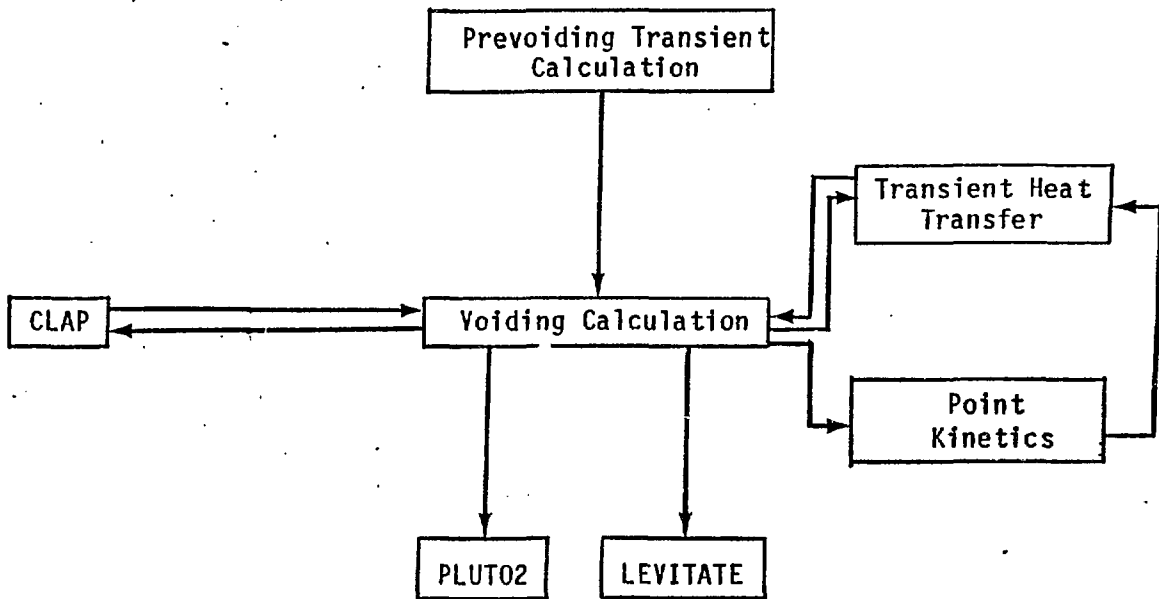 Prevoiding Transient
Calculation
Transient Heat
Transfer
CLAP
Voiding Calculation
Point
Kinetics
PLUTO2
LEVITATE